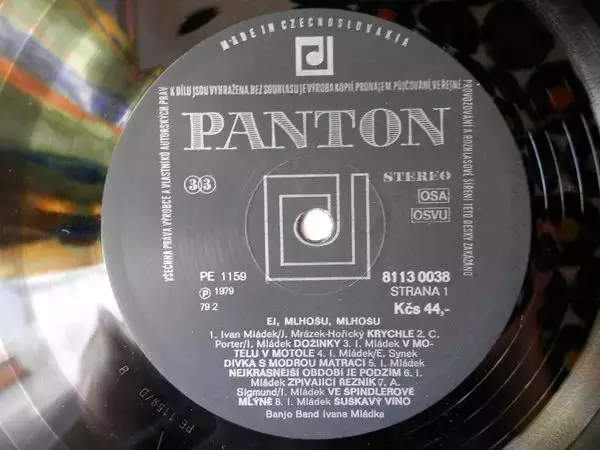 MADE IN CZECHOSLOVAKIA
VŠECHNA PRÁVA VÝROBCE A VLASTNÍKŮ AUTORSKÝCH PRÁV
K DÍLU JSOU VYHRAŽENA. BEZ SOUHLASU JE VÝROBA KOPIÍ, PRONÁJEM, PŮJČOVÁNÍ, VEŘEJNÉ
PROVOZOVÁNÍ A ROZHLASOVÉ ŠÍŘENÍ TÉTO DESKY ZAKÁZÁNO
PANTON
33
STEREO
OSA
OSVU
PE 1159
8113 0038
Ⓟ 1979
STRANA 1
79 2
Kčs 44,-
EJ, MLHOŠU, MLHOŠU
1. Ivan Mládek/J. Mrázek-Hořický KRYCHLE 2. C.
Porter/I. Mládek DOŽÍNKY 3. I. Mládek V MO-
TELU V MOTOLE 4. I. Mládek/E. Synek
DÍVKA S MODROU MATRACÍ 5. I. Mládek
NEJKRÁSNĚJŠÍ OBDOBÍ JE PODZIM 6. I.
Mládek ZPÍVAJÍCÍ ŘEZNÍK 7. A.
Sigmund/I. Mládek VE ŠPINDLEROVĚ
MLÝNĚ 8. I. Mládek ŠUŠKAVÝ VÍNO
Banjo Band Ivana Mládka
PE 1159/D B